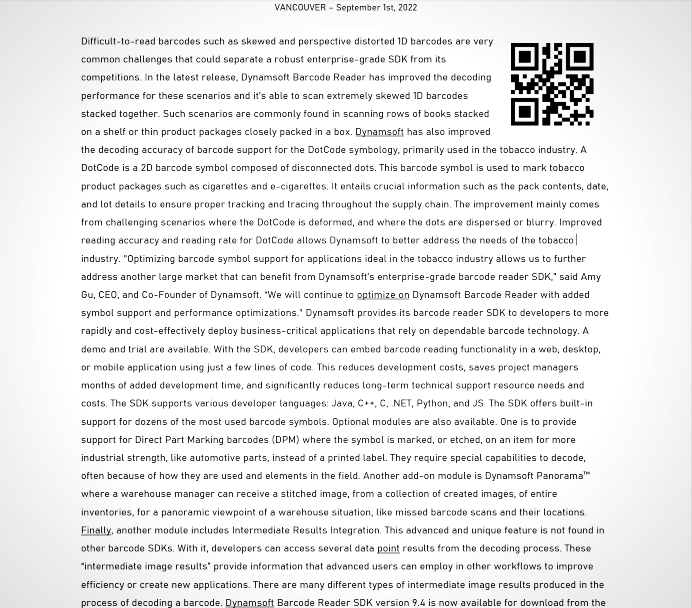 VANCOUVER – September 1st, 2022
Difficult-to-read barcodes such as skewed and perspective distorted 1D barcodes are very
common challenges that could separate a robust enterprise-grade SDK from its
competitions. In the latest release, Dynamsoft Barcode Reader has improved the decoding
performance for these scenarios and it's able to scan extremely skewed 1D barcodes
stacked together. Such scenarios are commonly found in scanning rows of books stacked
on a shelf or thin product packages closely packed in a box. Dynamsoft has also improved
the decoding accuracy of barcode support for the DotCode symbology, primarily used in the tobacco industry. A
DotCode is a 2D barcode symbol composed of disconnected dots. This barcode symbol is used to mark tobacco
product packages such as cigarettes and e-cigarettes. It entails crucial information such as the pack contents, date,
and lot details to ensure proper tracking and tracing throughout the supply chain. The improvement mainly comes
from challenging scenarios where the DotCode is deformed, and where the dots are dispersed or blurry. Improved
reading accuracy and reading rate for DotCode allows Dynamsoft to better address the needs of the tobacco
industry. "Optimizing barcode symbol support for applications ideal in the tobacco industry allows us to further
address another large market that can benefit from Dynamsoft's enterprise-grade barcode reader SDK," said Amy
Gu, CEO, and Co-Founder of Dynamsoft. "We will continue to optimize on Dynamsoft Barcode Reader with added
symbol support and performance optimizations." Dynamsoft provides its barcode reader SDK to developers to more
rapidly and cost-effectively deploy business-critical applications that rely on dependable barcode technology. A
demo and trial are available. With the SDK, developers can embed barcode reading functionality in a web, desktop,
or mobile application using just a few lines of code. This reduces development costs, saves project managers
months of added development time, and significantly reduces long-term technical support resource needs and
costs. The SDK supports various developer languages: Java, C++, C, .NET, Python, and JS. The SDK offers built-in
support for dozens of the most used barcode symbols. Optional modules are also available. One is to provide
support for Direct Part Marking barcodes (DPM) where the symbol is marked, or etched, on an item for more
industrial strength, like automotive parts, instead of a printed label. They require special capabilities to decode,
often because of how they are used and elements in the field. Another add-on module is Dynamsoft Panorama™
where a warehouse manager can receive a stitched image, from a collection of created images, of entire
inventories, for a panoramic viewpoint of a warehouse situation, like missed barcode scans and their locations.
Finally, another module includes Intermediate Results Integration. This advanced and unique feature is not found in
other barcode SDKs. With it, developers can access several data point results from the decoding process. These
"intermediate image results" provide information that advanced users can employ in other workflows to improve
efficiency or create new applications. There are many different types of intermediate image results produced in the
process of decoding a barcode. Dynamsoft Barcode Reader SDK version 9.4 is now available for download from the